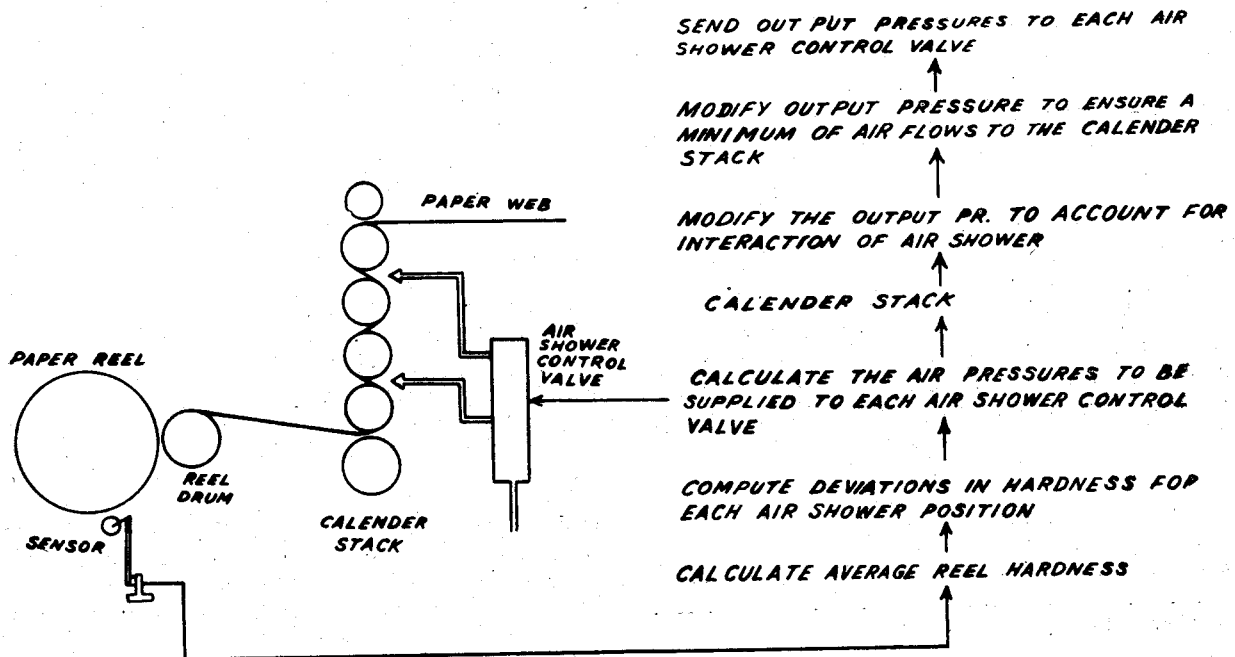 SEND OUT PUT PRESSURES TO EACH AIR
SHOWER CONTROL VALVE
MODIFY OUTPUT PRESSURE TO ENSURE A
MINIMUM OF AIR FLOWS TO THE CALENDER
STACK
PAPER WEB
MODIFY THE OUTPUT PR. TO ACCOUNT FOR
INTERACTION OF AIR SHOWER
CALENDER STACK
AIR
SHOWER
CONTROL
VALVE
PAPER REEL
CALCULATE THE AIR PRESSURES TO BE
SUPPLIED TO EACH AIR SHOWER CONTROL
VALVE
REEL
DRUM
COMPUTE DEVIATIONS IN HARDNESS FOP
EACH AIR SHOWER POSITION
SENSOR
CALENDER
STACK
CALCULATE AVERAGE REEL HARDNESS